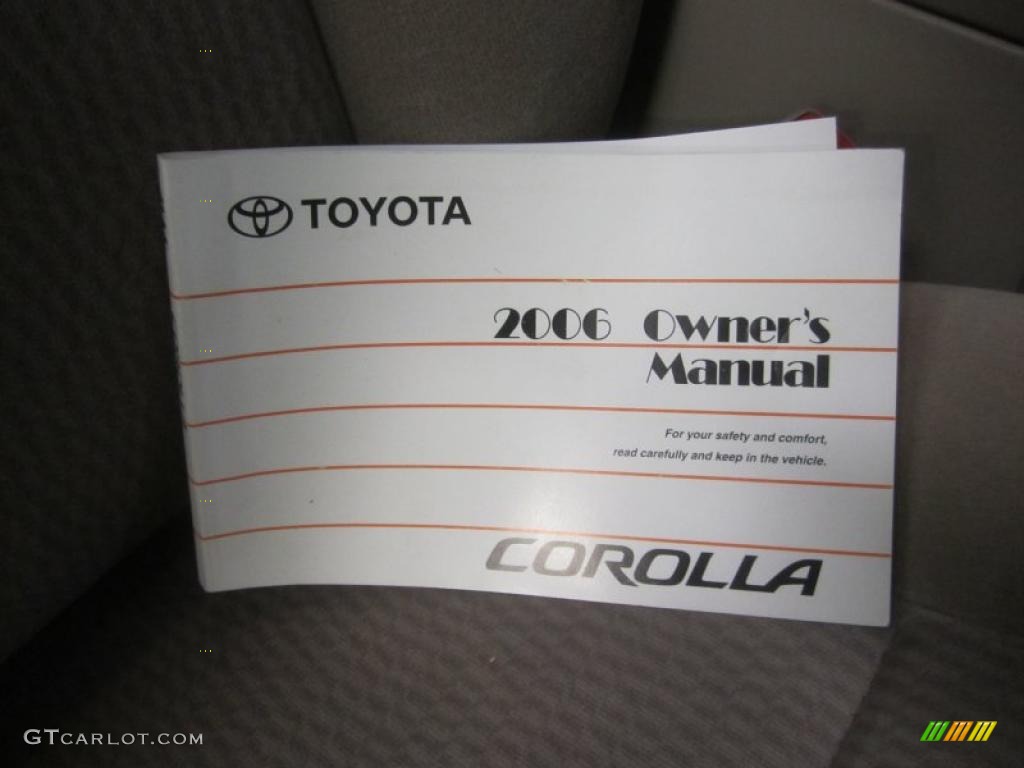 TOYOTA
2006 Owner's
Manual
For your safety and comfort,
read carefully and keep in the vehicle.
COROLLA
GTCARLOT.COM